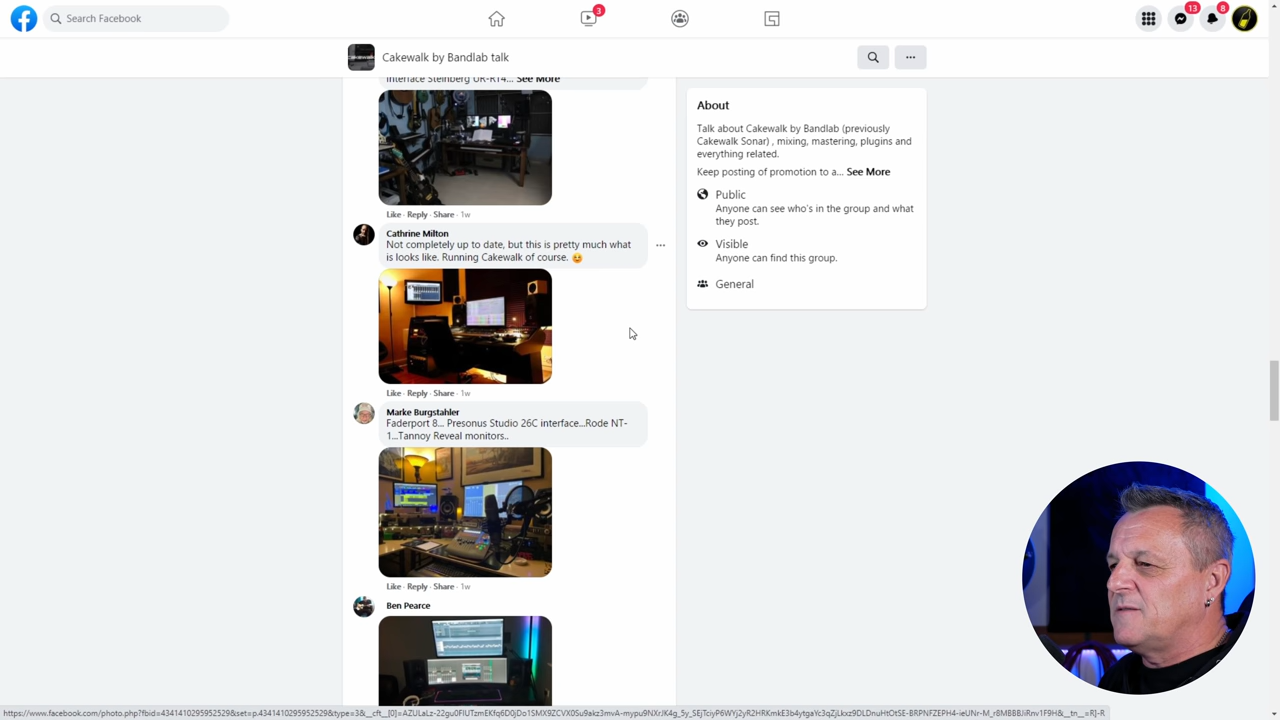 Search Facebook
3
13
8
Cakewalk by Bandlab talk
Interface Steinberg UR-RT4... See More
Like · Reply · Share · 1w
Cathrine Milton
Not completely up to date, but this is pretty much what
is looks like. Running Cakewalk of course.
Like · Reply · Share · 1w
Marke Burgstahler
Faderport 8... Presonus Studio 26C interface...Rode NT-
1...Tannoy Reveal monitors..
Like · Reply · Share · 1w
Ben Pearce
About
Talk about Cakewalk by Bandlab (previously
Cakewalk Sonar) , mixing, mastering, plugins and
everything related.
Keep posting of promotion to a... See More
Public
Anyone can see who's in the group and what
they post.
Visible
Anyone can find this group.
General